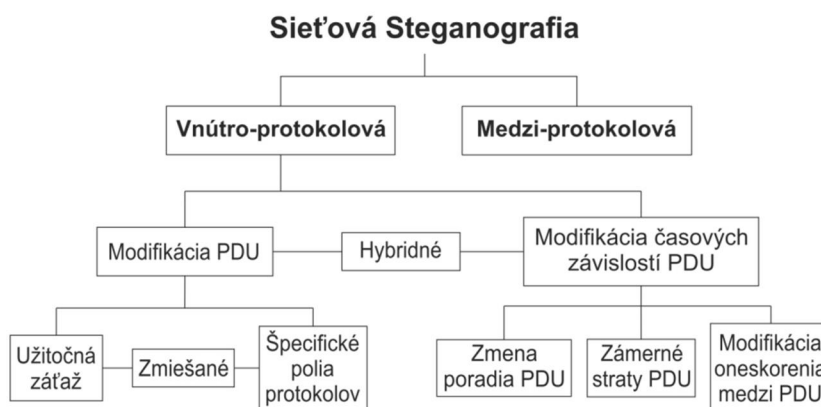 Sieťová Steganografia
Vnútro-protokolová
Medzi-protokolová
Modifikácia PDU
Hybridné
Modifikácia časových
závislostí PDU
Užitočná
záťaž
Zmiešané
Špecifické
polia
protokolov
Zmena
poradia PDU
Zámerné
straty PDU
Modifikácia
oneskorenia
medzi PDU